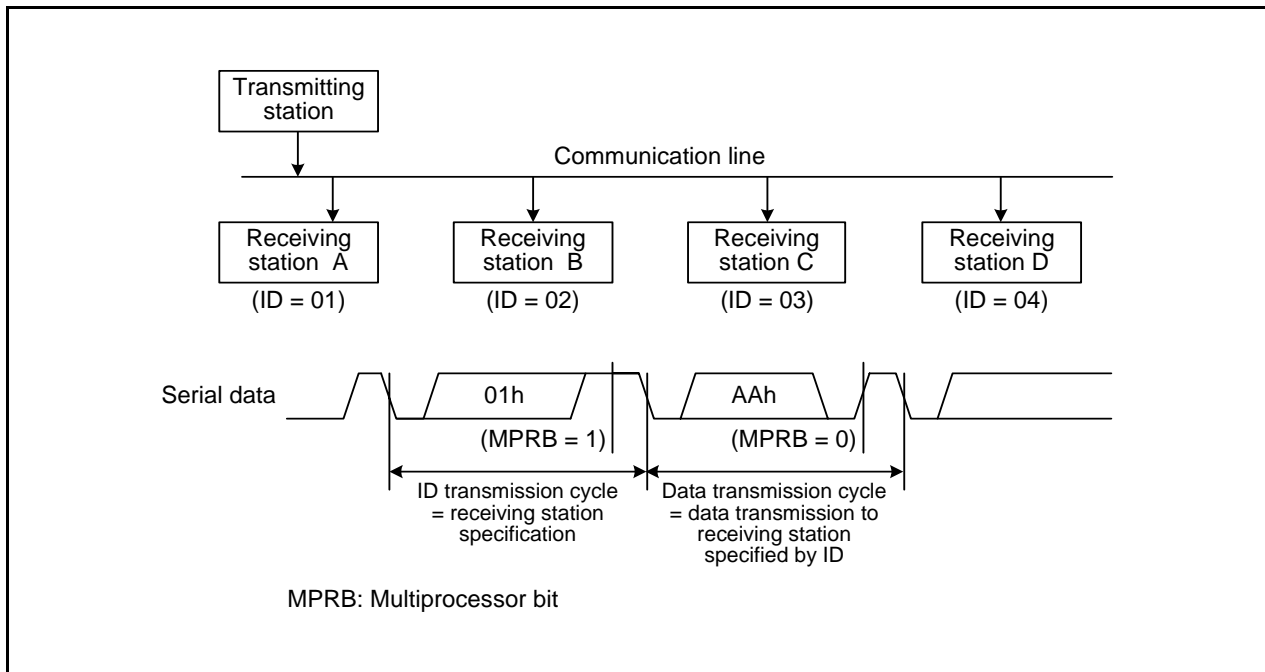 Transmitting
station
Communication line
Receiving
station A
(ID = 01)
Receiving
station B
(ID = 02)
Receiving
station C
(ID = 03)
Receiving
station D
(ID = 04)
Serial data
01h
AAh
(MPRB = 1)
(MPRB = 0)
ID transmission cycle
= receiving station
specification
Data transmission cycle
= data transmission to
receiving station
specified by ID
MPRB: Multiprocessor bit